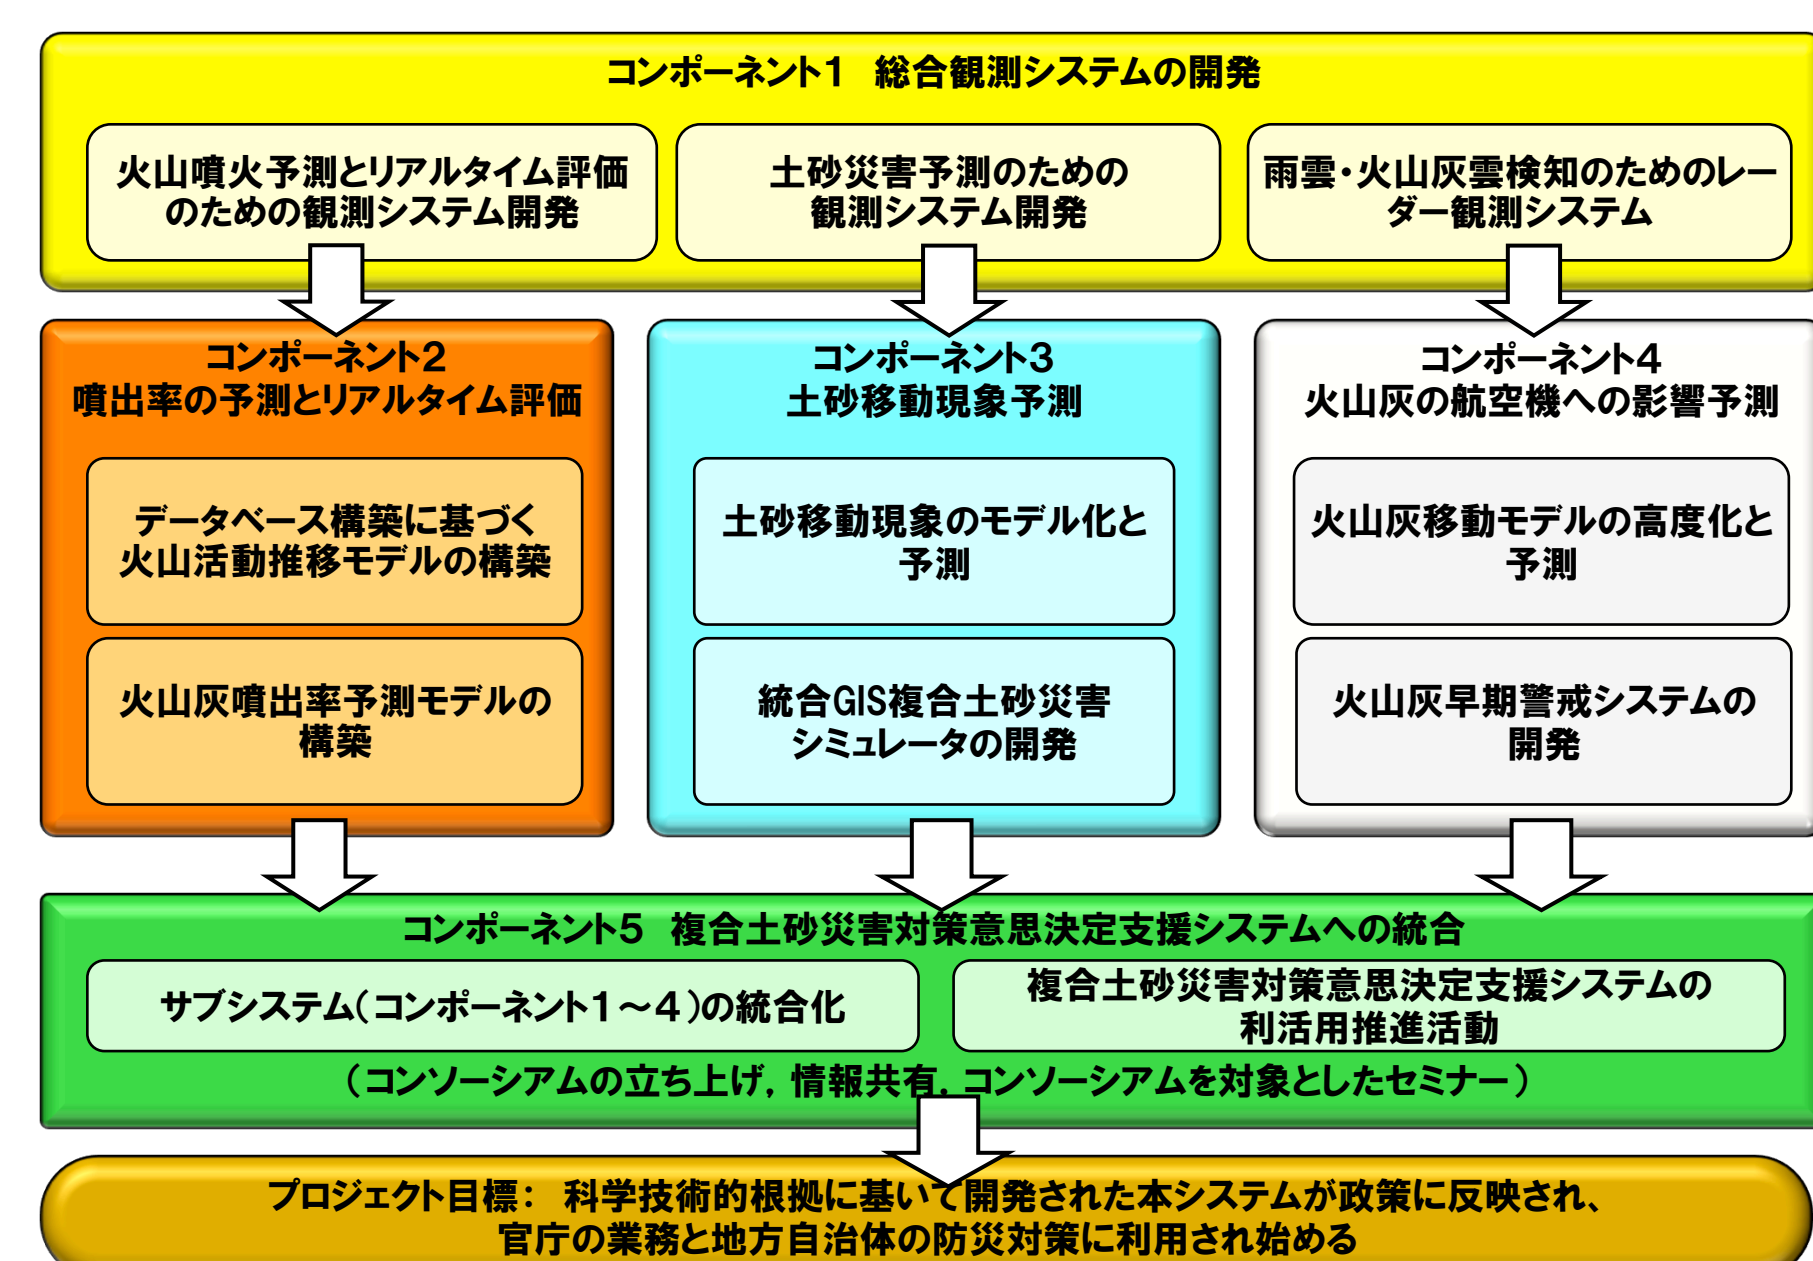 コンポーネント1　総合観測システムの開発
火山噴火予測とリアルタイム評価
のための観測システム開発
土砂災害予測のための
観測システム開発
雨雲・火山灰雲検知のためのレー
ダー観測システム
コンポーネント2
噴出率の予測とリアルタイム評価
データベース構築に基づく
火山活動推移モデルの構築
火山灰噴出率予測モデルの
構築
コンポーネント3
土砂移動現象予測
土砂移動現象のモデル化と
予測
統合GIS複合土砂災害
シミュレータの開発
コンポーネント4
火山灰の航空機への影響予測
火山灰移動モデルの高度化と
予測
火山灰早期警戒システムの
開発
コンポーネント5　複合土砂災害対策意思決定支援システムへの統合
サブシステム（コンポーネント１～４）の統合化
複合土砂災害対策意思決定支援システムの
利活用推進活動
（コンソーシアムの立ち上げ，情報共有．コンソーシアムを対象としたセミナー）
プロジェクト目標：　科学技術的根拠に基いて開発された本システムが政策に反映され、
官庁の業務と地方自治体の防災対策に利用され始める